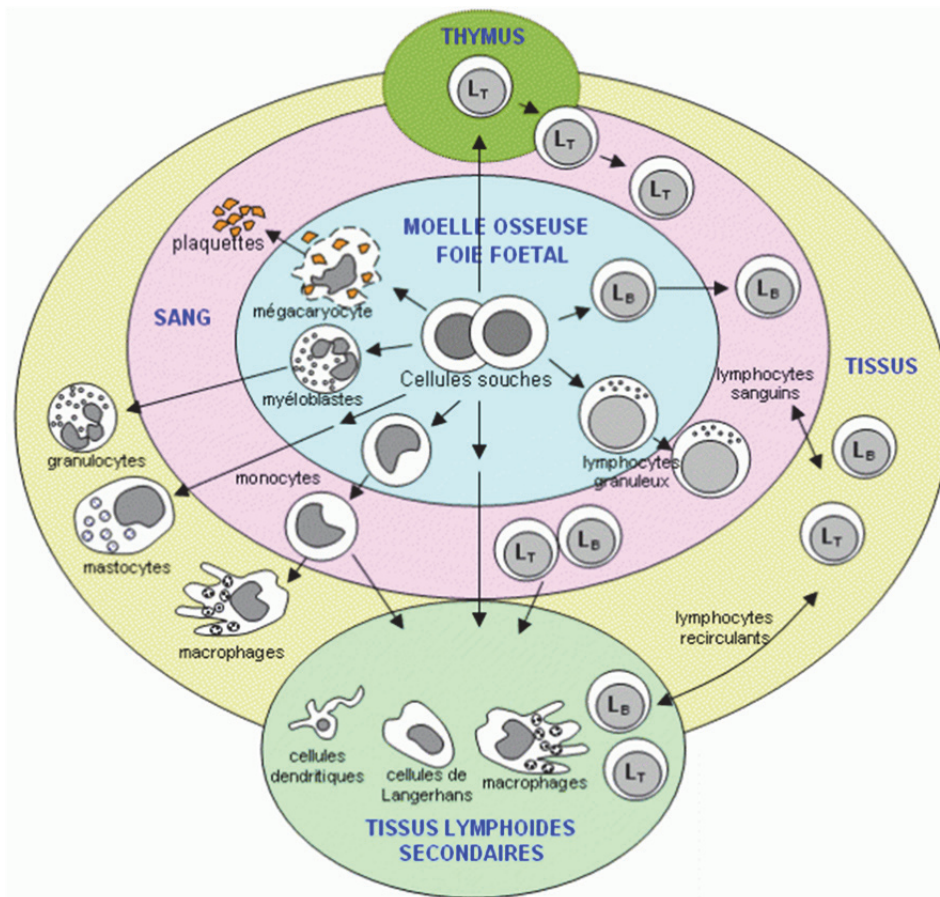 THYMUS
LT
LT
LT
MOELLE OSSEUSE
FOIE FOETAL
plaquettes
mégacaryocyte
LB
LB
SANG
TISSUS
myéloblastes
Cellules souches
lymphocytes
sanguins
granulocytes
monocytes
lymphocytes
granuleux
LB
mastocytes
LT
LB
LT
macrophages
lymphocytes
recirculants
LB
cellules
dendritiques
cellules de
Langerhans
macrophages
LT
TISSUS LYMPHOIDES
SECONDAIRES